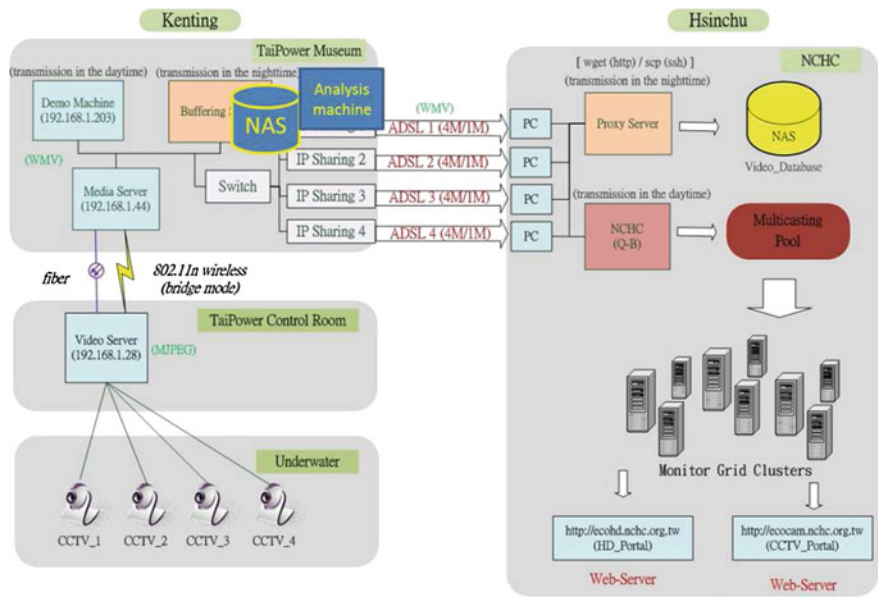 Kenting
Hsinchu
TaiPower Museum
(transmission in the daytime)
(transmission in the nighttime)
Demo Machine
(192.168.1.203)
Buffering
NAS
Analysis
machine
(WMV)
Media Server
(192.168.1.44)
Switch
IP Sharing 2
IP Sharing 3
IP Sharing 4
(WMV)
ADSL 1 (4M/1M)
ADSL 2 (4M/1M)
ADSL 3 (4M/1M)
ADSL 4 (4M/1M)
fiber
802.11n wireless
(bridge mode)
TaiPower Control Room
Video Server
(192.168.1.28)
(MJPEG)
Underwater
CCTV_1
CCTV_2
CCTV_3
CCTV_4
[ wget (http) / scp (ssh) ]
NCHC
(transmission in the nighttime)
PC
PC
PC
PC
Proxy Server
NAS
Video_Database
(transmission in the daytime)
NCHC
(Q-B)
Multicasting
Pool
Monitor Grid Clusters
http://ecohd.nchc.org.tw
(HD_Portal)
http://ecocam.nchc.org.tw
(CCTV_Portal)
Web-Server
Web-Server